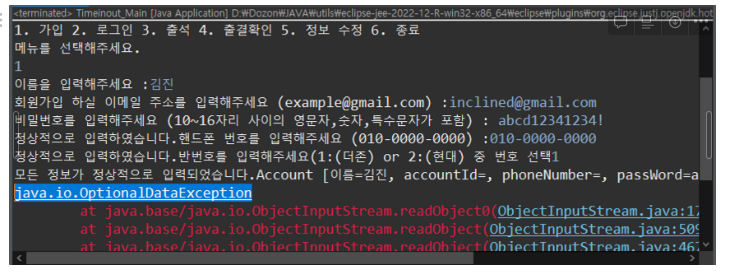 <terminated> Timeinout_Main [Java Application] D:₩Dozon₩JAVA₩utils₩eclipse-jee-2022-12-R-win32-x86_64₩eclipse₩plugins₩org.eclipse.justj.openjdk.hot
1. 가입 2. 로그인 3. 출석 4. 출결확인 5. 정보 수정 6. 종료
메뉴를 선택해주세요.
1
이름을 입력해주세요 :김진
회원가입 하실 이메일 주소를 입력해주세요 (example@gmail.com) :inclined@gmail.com
비밀번호를 입력해주세요 (10~16자리 사이의 영문자,숫자,특수문자가 포함) : abcd12341234!
정상적으로 입력하였습니다.핸드폰 번호를 입력해주세요 (010-0000-0000) :010-0000-0000
정상적으로 입력하였습니다.반번호를 입력해주세요(1:(더존) or 2:(현대) 중 번호 선택1
모든 정보가 정상적으로 입력되었습니다.Account [이름=김진, accountId=, phoneNumber=, passWord=a
java.io.OptionalDataException
at java.base/java.io.ObjectInputStream.readObject0(ObjectInputStream.java:17
at java.base/java.io.ObjectInputStream.readObject(ObjectInputStream.java:509
at java.base/java.io.ObjectInputStream.readObject(ObjectInputStream.java:467